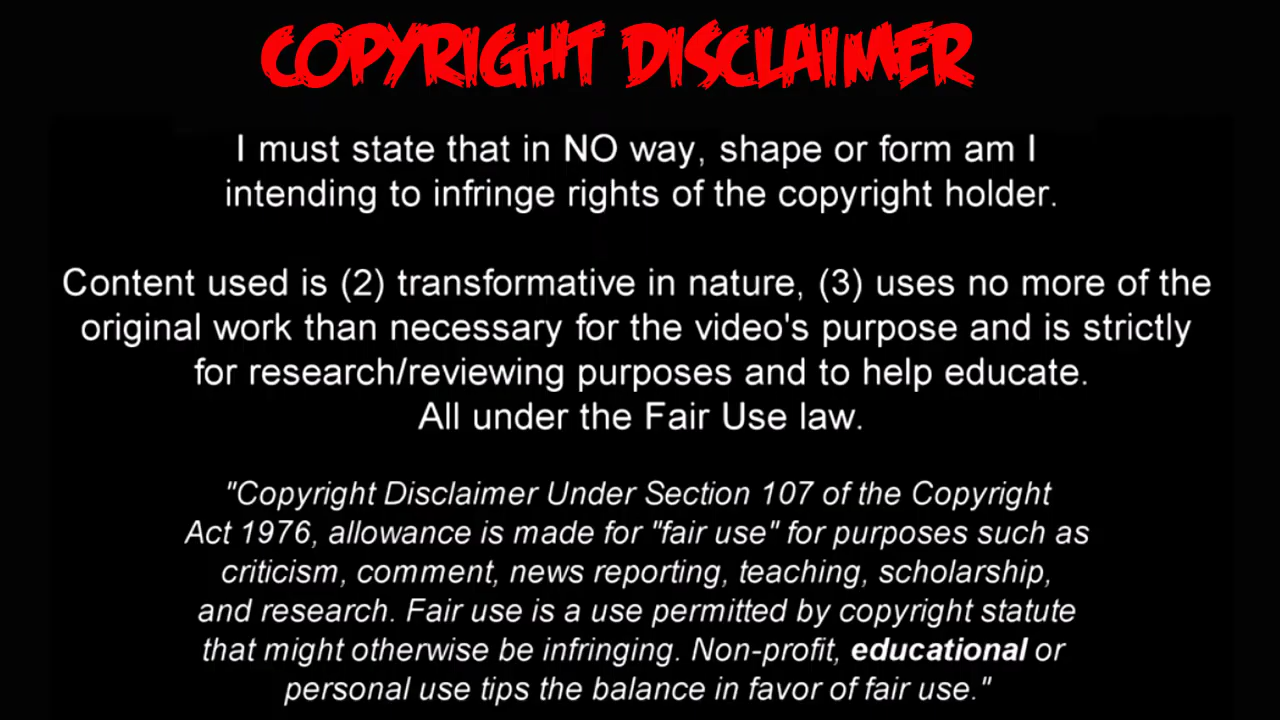 COPYRIGHT DISCLAIMER
I must state that in NO way, shape or form am I
intending to infringe rights of the copyright holder.
Content used is (2) transformative in nature, (3) uses no more of the
original work than necessary for the video's purpose and is strictly
for research/reviewing purposes and to help educate.
All under the Fair Use law.
"Copyright Disclaimer Under Section 107 of the Copyright
Act 1976, allowance is made for "fair use" for purposes such as
criticism, comment, news reporting, teaching, scholarship,
and research. Fair use is a use permitted by copyright statute
that might otherwise be infringing. Non-profit, educational or
personal use tips the balance in favor of fair use."